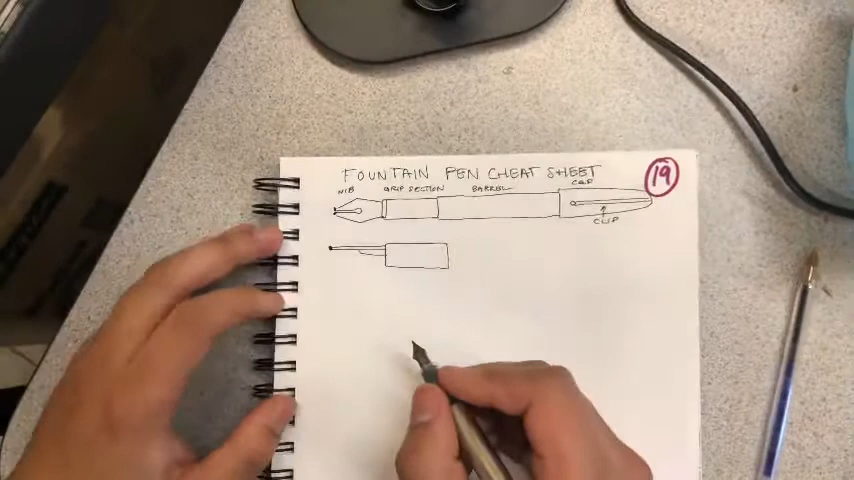 FOUNTAIN PEN CHEAT SHEET
19
NIB GRIP SECTION BARREL CAP
CLIP